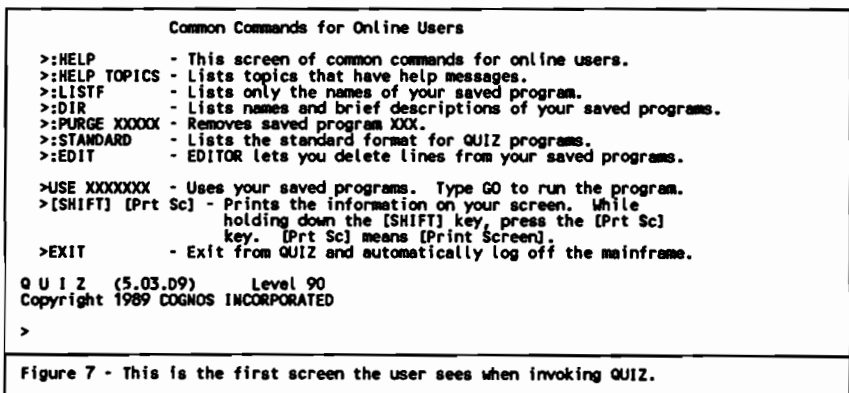 Common Commands for Online Users
>:HELP - This screen of common commands for online users.
>:HELP TOPICS - Lists topics that have help messages.
>:LISTF - Lists only the names of your saved program.
>:DIR - Lists names and brief descriptions of your saved programs.
>:PURGE XXXXX - Removes saved program XXX.
>:STANDARD - Lists the standard format for QUIZ programs.
>:EDIT - EDITOR lets you delete lines from your saved programs.
>USE XXXXXXX - Uses your saved programs. Type GO to run the program.
>[SHIFT] [Prt Sc] - Prints the information on your screen. While
holding down the [SHIFT] key, press the [Prt Sc]
key. [Prt Sc] means [Print Screen].
>EXIT - Exit from QUIZ and automatically log off the mainframe.
Q U I Z (5.03.D9) Level 90
Copyright 1989 COGNOS INCORPORATED
>
Figure 7 - This is the first screen the user sees when invoking QUIZ.